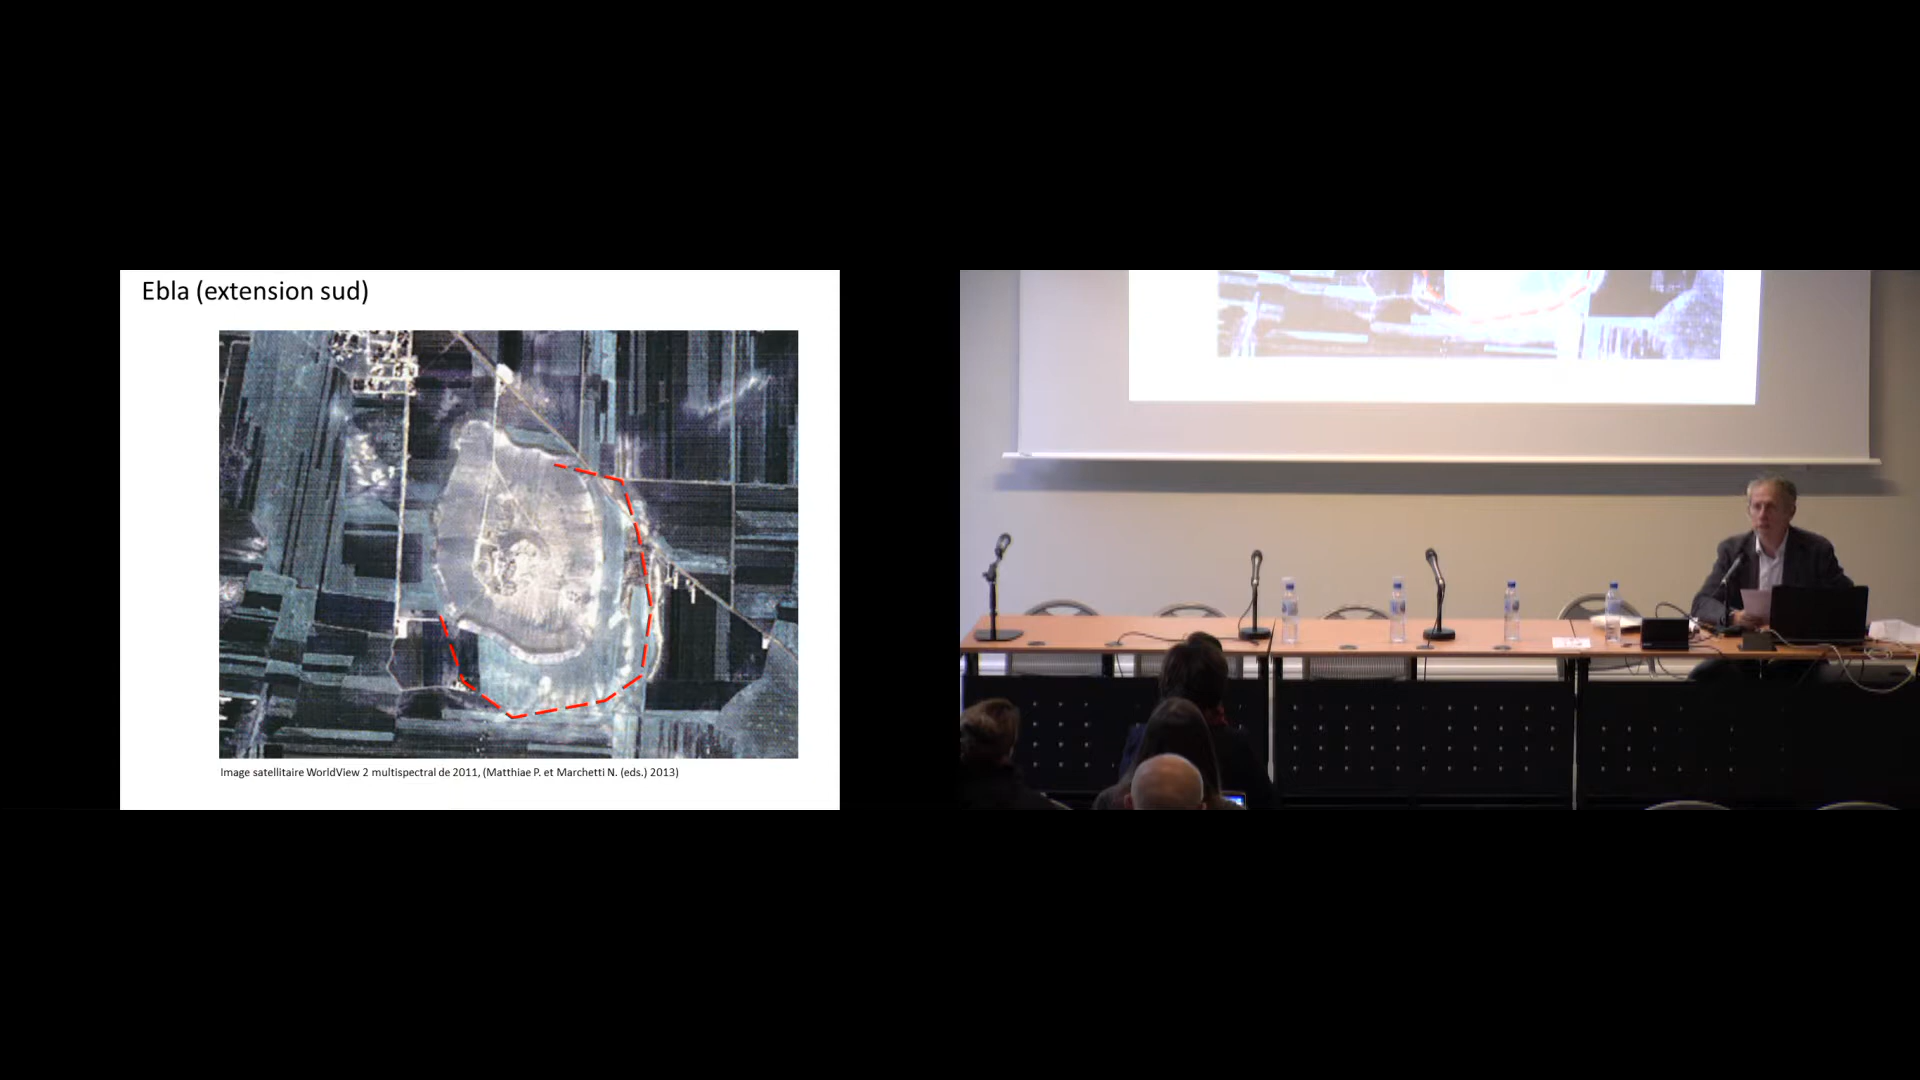 Ebla (extension sud)
Image satellitaire WorldView 2 multispectral de 2011, (Matthiae P. et Marchetti N. (eds.) 2013)